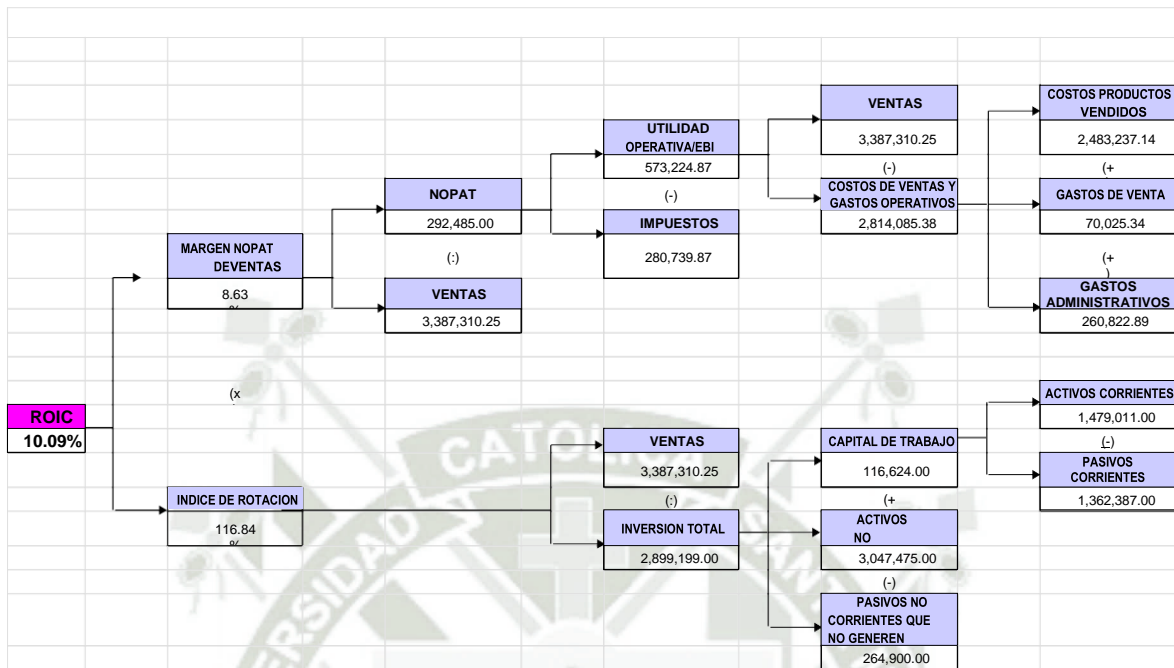 VENTAS
3,387,310.25
(-)
COSTOS DE VENTAS Y
GASTOS OPERATIVOS
2,814,085.38
COSTOS PRODUCTOS
VENDIDOS
2,483,237.14
(+
GASTOS DE VENTA
70,025.34
(+
)
GASTOS
ADMINISTRATIVOS
260,822.89
UTILIDAD
OPERATIVA/EBI
573,224.87
(-)
IMPUESTOS
280,739.87
NOPAT
292,485.00
(:)
VENTAS
3,387,310.25
MARGEN NOPAT
DEVENTAS
8.63
%
(x
ROIC
10.09%
INDICE DE ROTACION
116.84
%
VENTAS
3,387,310.25
(:)
INVERSION TOTAL
2,899,199.00
CAPITAL DE TRABAJO
116,624.00
(+
ACTIVOS
NO
3,047,475.00
(-)
PASIVOS NO
CORRIENTES QUE
NO GENEREN
264,900.00
ACTIVOS CORRIENTES
1,479,011.00
(-)
PASIVOS
CORRIENTES
1,362,387.00
CATOLICA